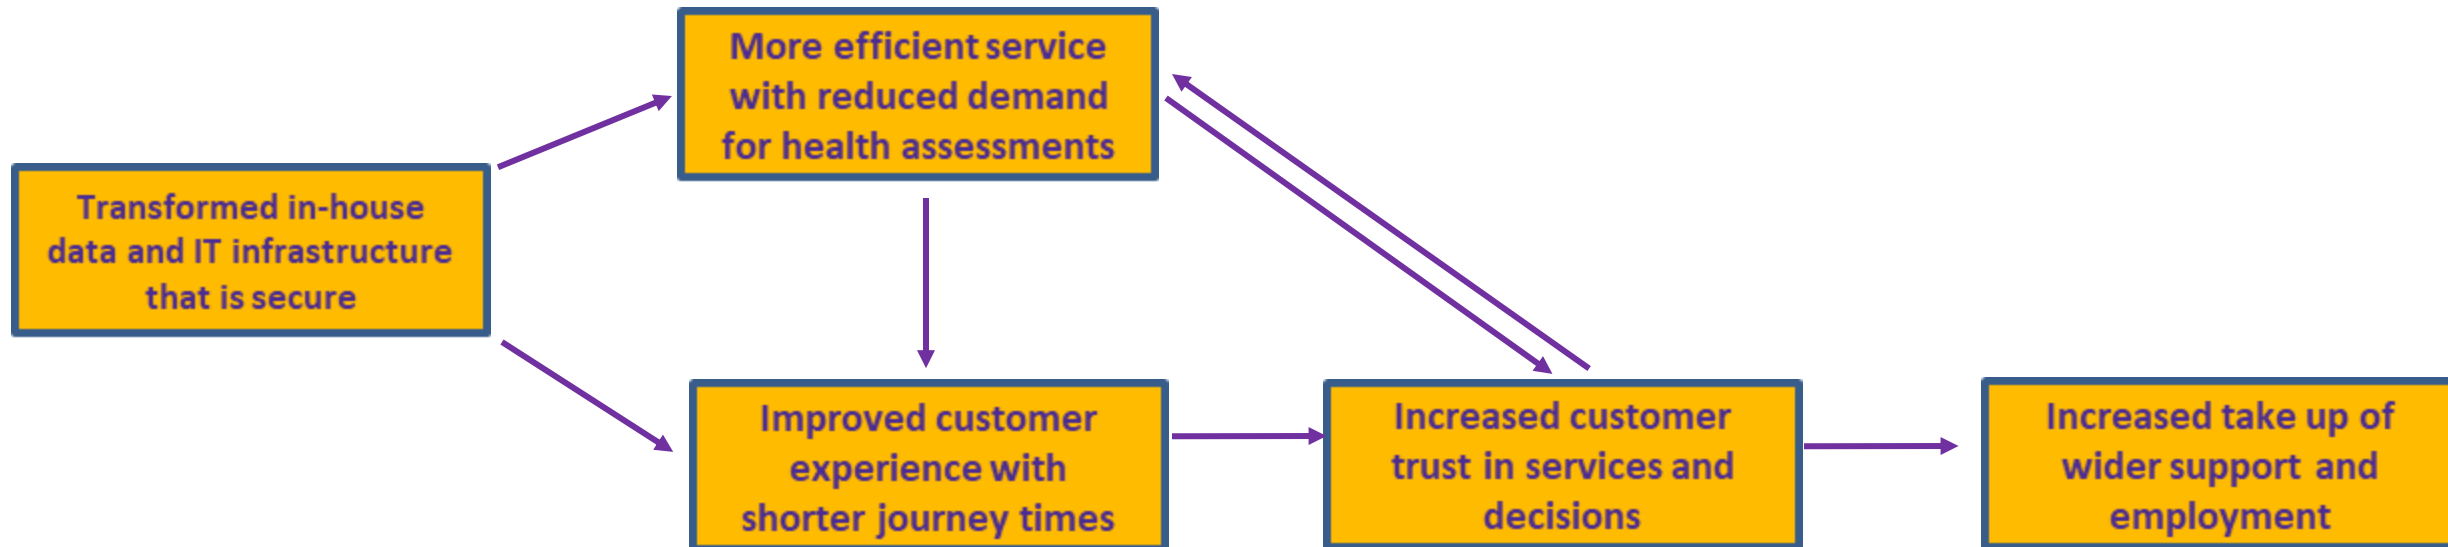 More efficient service
with reduced demand
for health assessments
Transformed in-house
data and IT infrastructure
that is secure
Improved customer
experience with
shorter journey times
Increased customer
trust in services and
decisions
Increased take up of
wider support and
employment